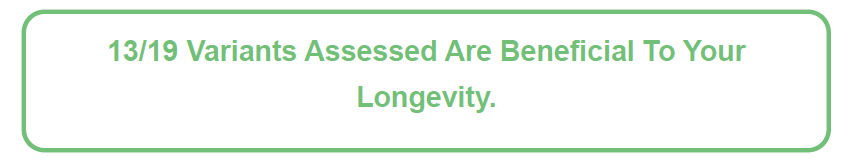 13/19 Variants Assessed Are Beneficial To Your
Longevity.